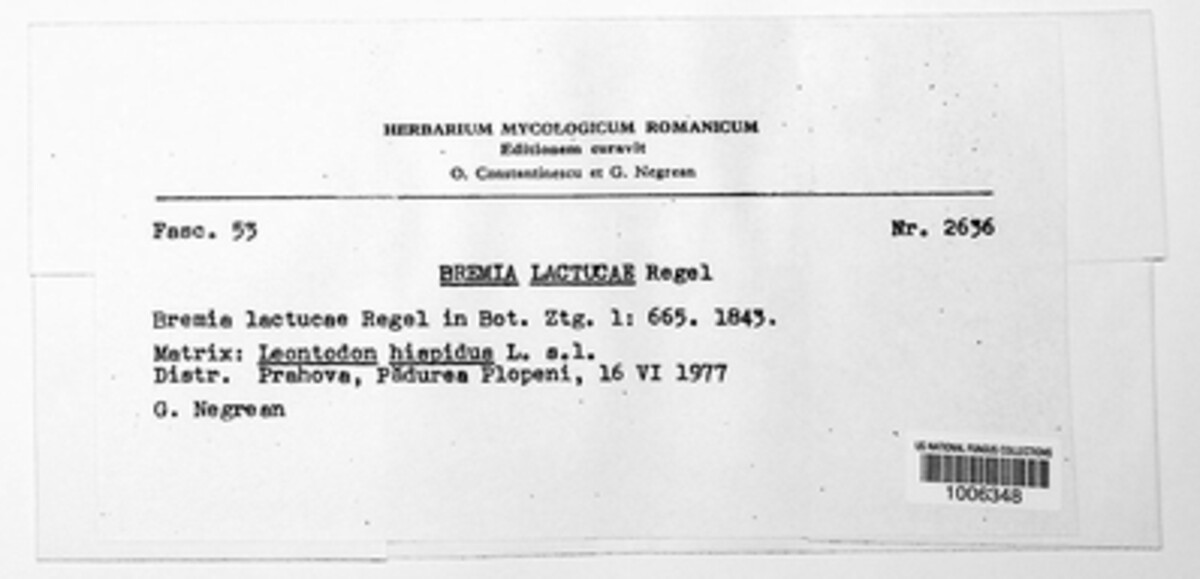 HERBARIUM MYCOLOGICUM ROMANICUM
Editionem curavit
O. Constantinescu et G. Negrean
Fasc. 53 Nr. 2636
BREMIA LACTUCAE Regel
Bremia lactucae Regel in Bot. Ztg. 1: 665. 1843.
Matrix: Leontodon hispidus L. s.l.
Distr. Prahova, Pădurea Plopeni, 16 VI 1977
G. Negrean
US NATIONAL FUNGUS COLLECTIONS
1006348